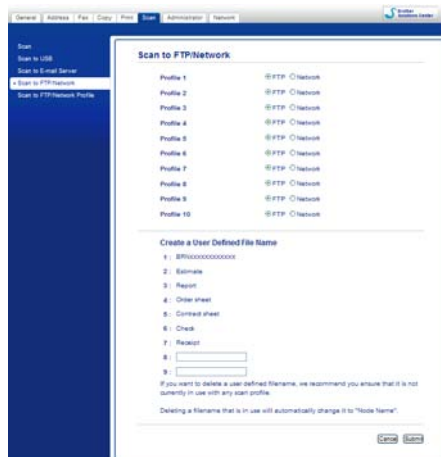 General Address Fax Copy Print Scan Administrator Network
Brother Solutions Center
Scan
Scan to USB
Scan to E-mail Server
Scan to FTP/Network
Scan to FTP/Network Profile
Scan to FTP/Network
Profile 1 FTP Network
Profile 2 FTP Network
Profile 3 FTP Network
Profile 4 FTP Network
Profile 5 FTP Network
Profile 6 FTP Network
Profile 7 FTP Network
Profile 8 FTP Network
Profile 9 FTP Network
Profile 10 FTP Network
Create a User Defined File Name
1 : BRNXXXXXXXXXXXX
2 : Estimate
3 : Report
4 : Order sheet
5 : Contract sheet
6 : Check
7 : Receipt
8 :
9 :
If you want to delete a user defined filename, we recommend you ensure that it is not
currently in use with any scan profile.
Deleting a filename that is in use will automatically change it to "Node Name".
Cancel Submit